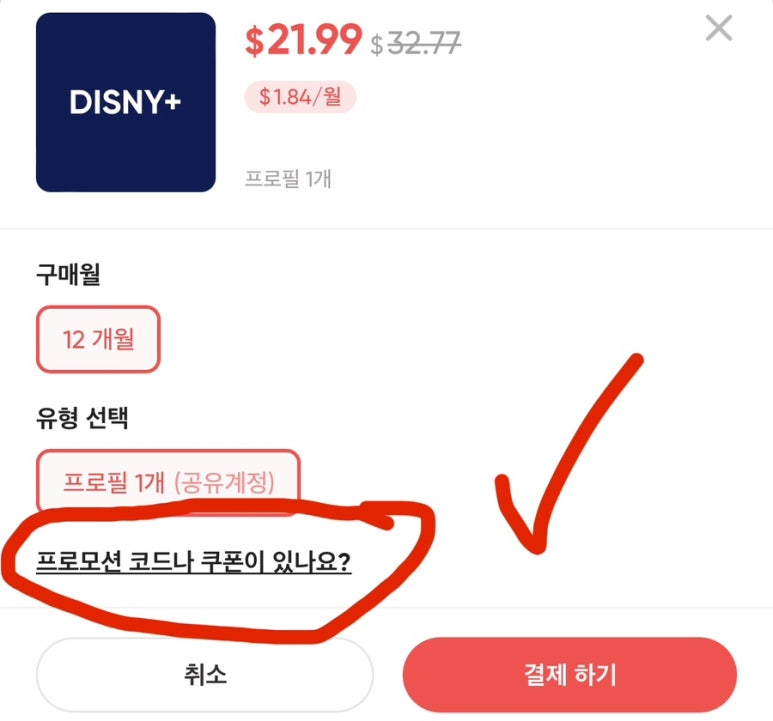 DISNY+
$21.99 $32.77
$1.84/월
프로필 1개
구매월
12 개월
유형 선택
프로필 1개 (공유계정)
프로모션 코드나 쿠폰이 있나요?
취소
결제 하기